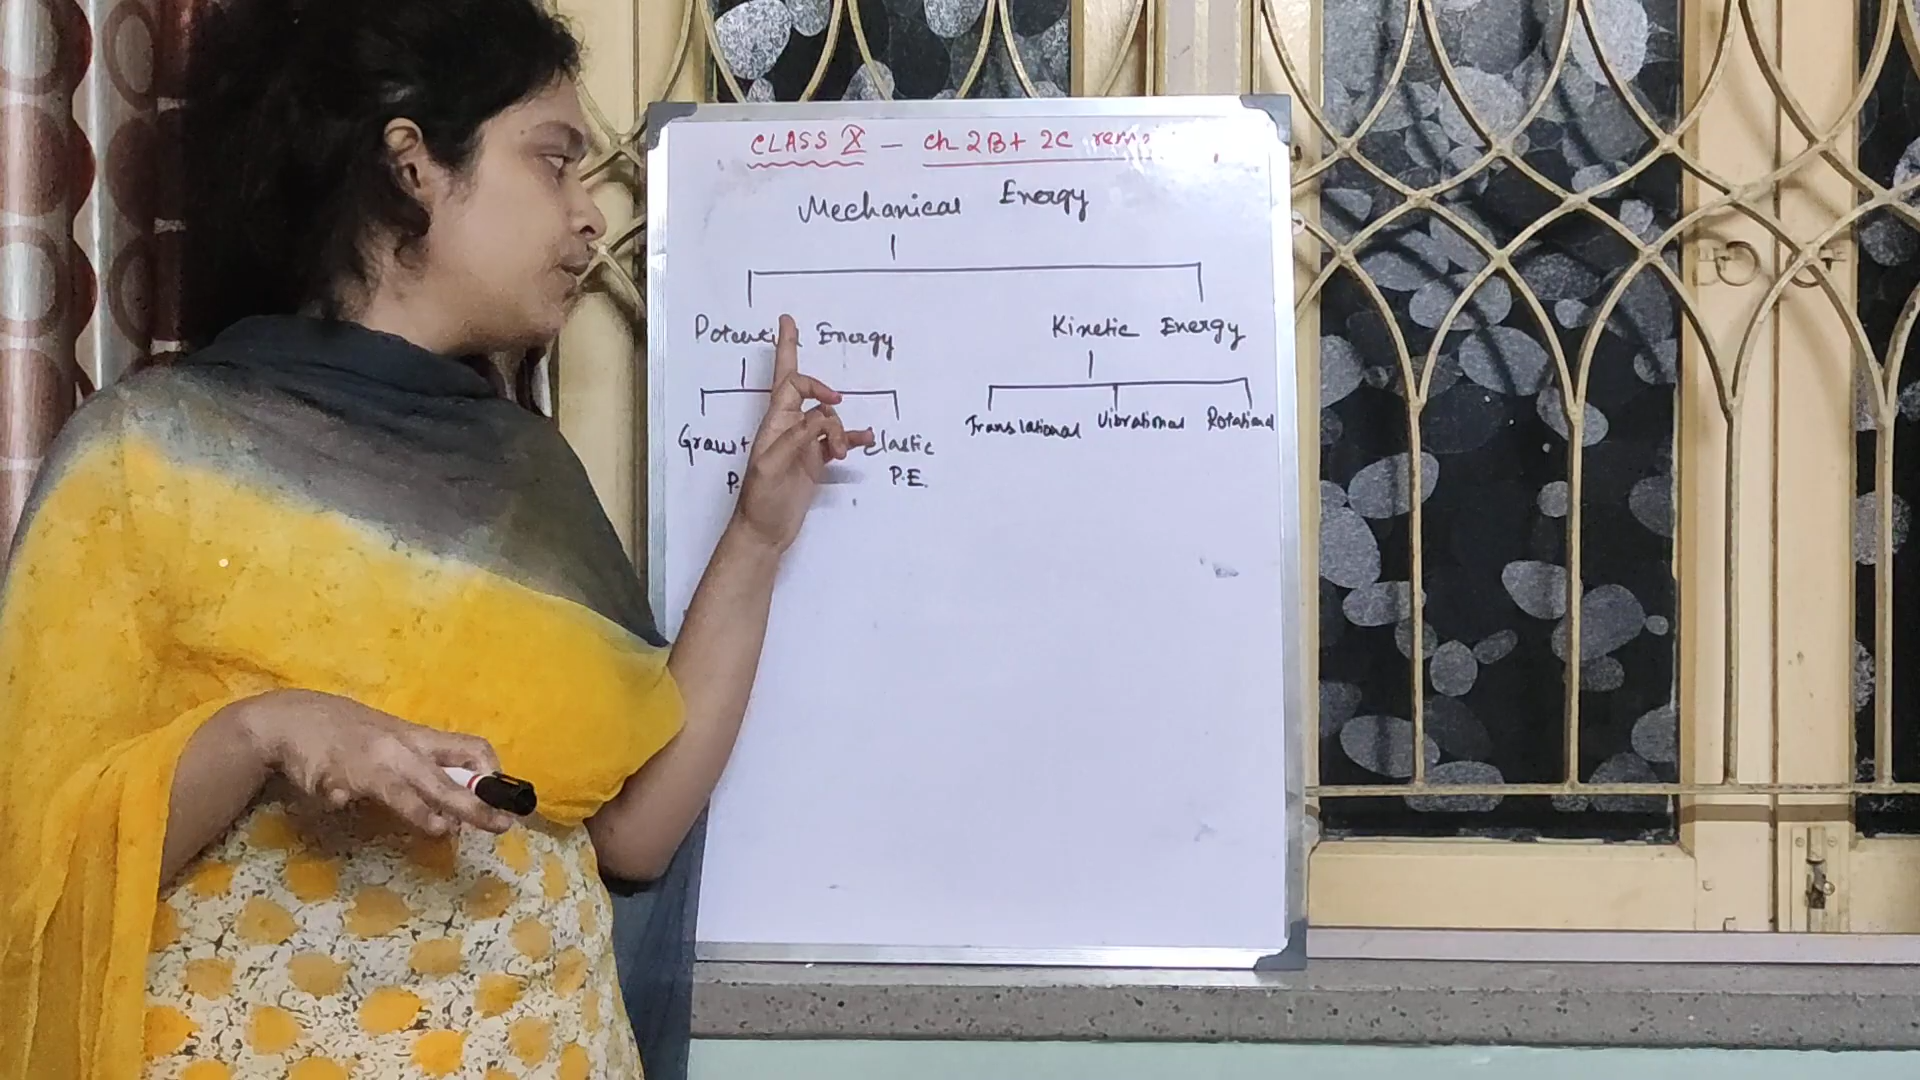 CLASS X — Ch 2B + 2C
Mechanical Energy
Potential Energy Kinetic Energy
Elastic Translational Vibrational Rotational
P.E.